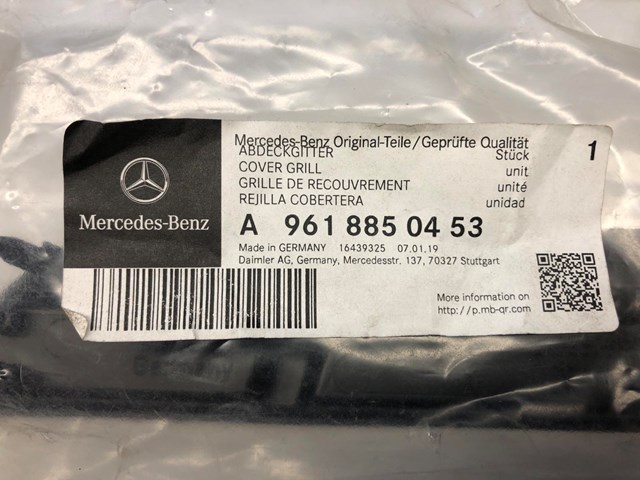 Mercedes-Benz Original-Teile/Geprüfte Qualität
ABDECKGITTER Stück 1
COVER GRILL unit
GRILLE DE RECOUVREMENT unité
REJILLA COBERTERA unidad
Mercedes-Benz
A 961 885 04 53
Made in GERMANY 16439325 07.01.19
Daimler AG, Germany, Mercedesstr. 137, 70327 Stuttgart
More information on
http://p.mb-qr.com